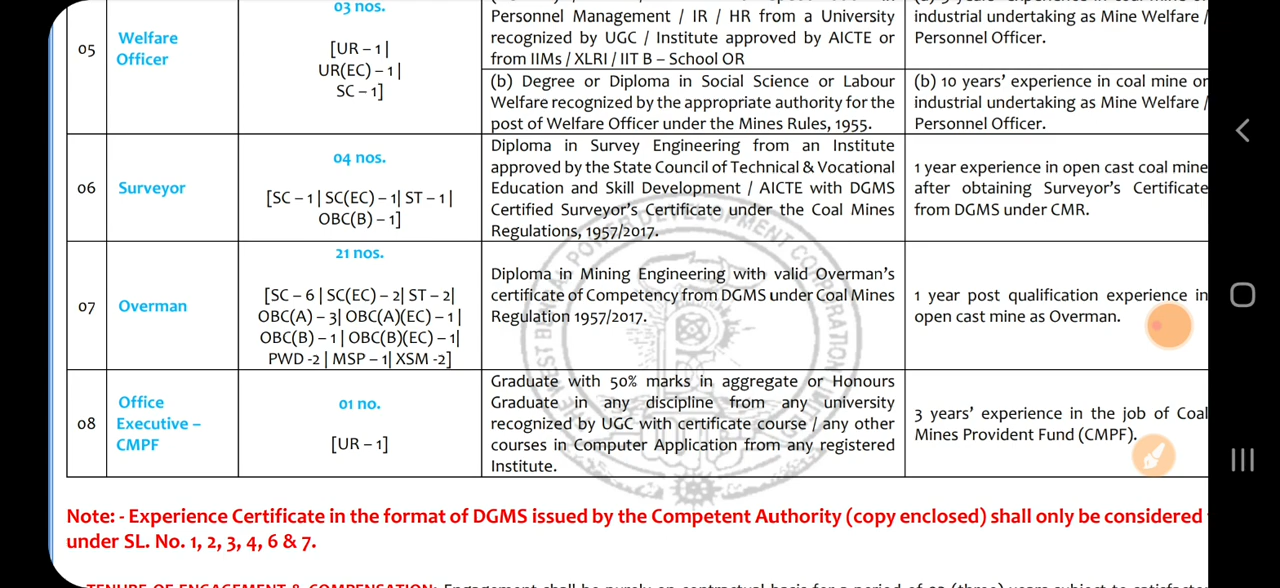 03 nos.
Personnel Management / IR / HR from a University
recognized by UGC / Institute approved by AICTE or
from IIMs / XLRI / IIT B – School OR
industrial undertaking as Mine Welfare /
Personnel Officer.
05
Welfare
Officer
[UR – 1|
UR(EC) – 1|
SC – 1]
(b) Degree or Diploma in Social Science or Labour
Welfare recognized by the appropriate authority for the
post of Welfare Officer under the Mines Rules, 1955.
(b) 10 years’ experience in coal mine or
industrial undertaking as Mine Welfare /
Personnel Officer.
06
Surveyor
04 nos.
[SC – 1| SC(EC) – 1| ST – 1|
OBC(B) – 1]
Diploma in Survey Engineering from an Institute
approved by the State Council of Technical & Vocational
Education and Skill Development / AICTE with DGMS
Certified Surveyor’s Certificate under the Coal Mines
Regulations, 1957/2017.
1 year experience in open cast coal mine
after obtaining Surveyor’s Certificate
from DGMS under CMR.
07
Overman
21 nos.
[SC – 6 | SC(EC) – 2| ST – 2|
OBC(A) – 3| OBC(A)(EC) – 1 |
OBC(B) – 1 | OBC(B)(EC) – 1|
PWD -2 | MSP – 1| XSM -2]
Diploma in Mining Engineering with valid Overman’s
certificate of Competency from DGMS under Coal Mines
Regulation 1957/2017.
1 year post qualification experience in
open cast mine as Overman.
08
Office
Executive –
CMPF
01 no.
[UR – 1]
Graduate with 50% marks in aggregate or Honours
Graduate in any discipline from any university
recognized by UGC with certificate course / any other
courses in Computer Application from any registered
Institute.
3 years’ experience in the job of Coal
Mines Provident Fund (CMPF).
Note: - Experience Certificate in the format of DGMS issued by the Competent Authority (copy enclosed) shall only be considered
under SL. No. 1, 2, 3, 4, 6 & 7.